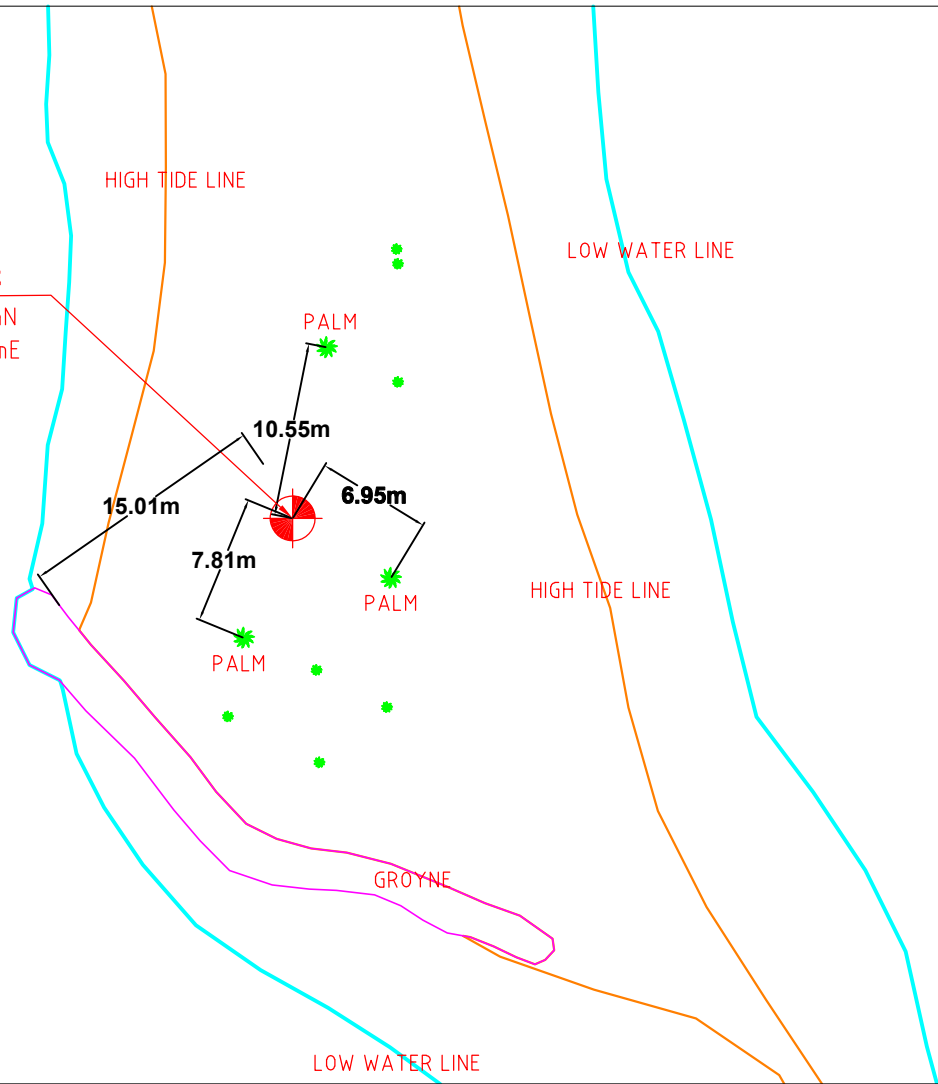 HIGH TIDE LINE
LOW WATER LINE
PALM
10.55m
6.95m
15.01m
7.81m
HIGH TIDE LINE
PALM
PALM
GROYNE
LOW WATER LINE